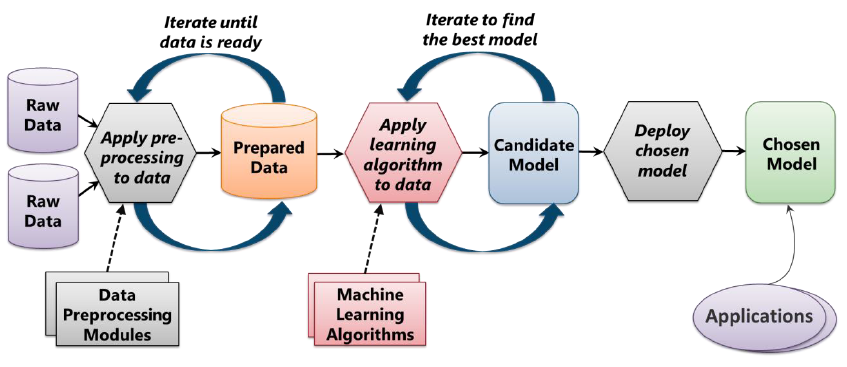 Iterate until
data is ready
Iterate to find
the best model
Raw
Data
Raw
Data
Apply pre-
processing
to data
Prepared
Data
Apply
learning
algorithm
to data
Candidate
Model
Deploy
chosen
model
Chosen
Model
Data
Preprocessing
Modules
Machine
Learning
Algorithms
Applications